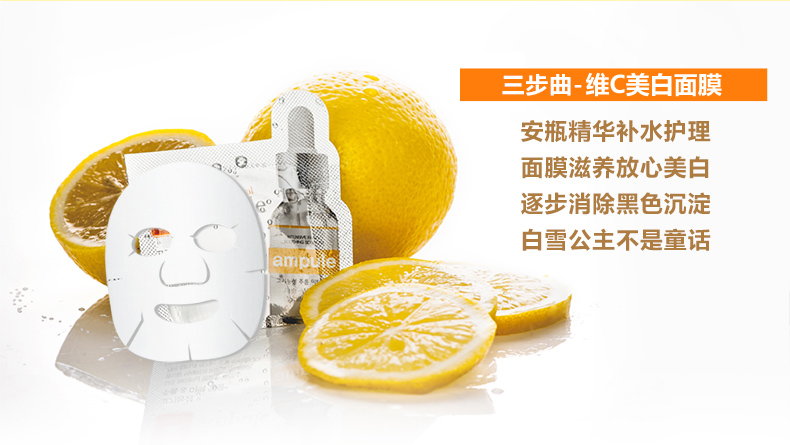 三步曲-维C美白面膜
安瓶精华补水护理
面膜滋养放心美白
逐步消除黑色沉淀
白雪公主不是童话
ampule